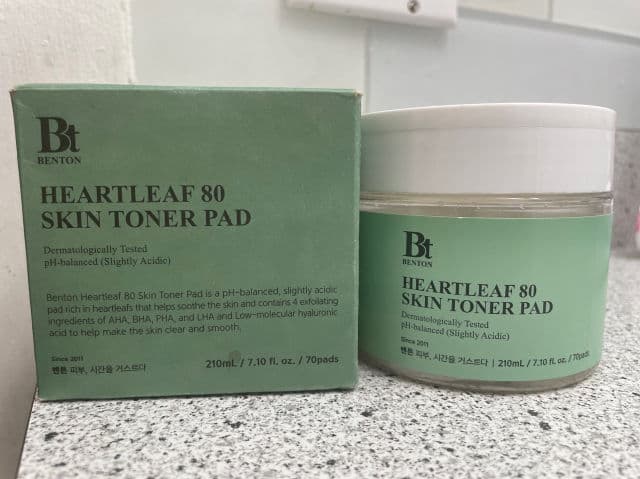 Bt
BENTON
HEARTLEAF 80
SKIN TONER PAD
Dermatologically Tested
pH-balanced (Slightly Acidic)
Benton Heartleaf 80 Skin Toner Pad is a pH-balanced, slightly acidic
pad rich in heartleafs that helps soothe the skin and contains 4 exfoliating
ingredients of AHA, BHA, PHA, and LHA and Low-molecular hyaluronic
acid to help make the skin clear and smooth.
Since 2011
벤튼 피부, 시간을 거스르다
210mL / 7.10 fl. oz. / 70pads
Bt
BENTON
HEARTLEAF 80
SKIN TONER PAD
Dermatologically Tested
pH-balanced (Slightly Acidic)
Since 2011
벤튼 피부, 시간을 거스르다 | 210mL / 7.10 fl. oz. / 70pads